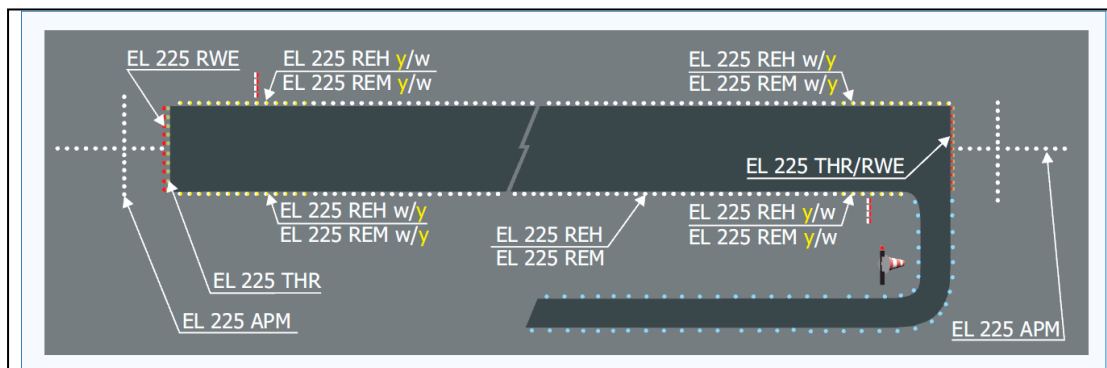 EL 225 RWE
EL 225 REH y/w
EL 225 REM y/w
EL 225 REH w/y
EL 225 REM w/y
EL 225 THR/RWE
EL 225 REH w/y
EL 225 REM w/y
EL 225 REH
EL 225 REM
EL 225 REH y/w
EL 225 REM y/w
EL 225 THR
EL 225 APM
EL 225 APM